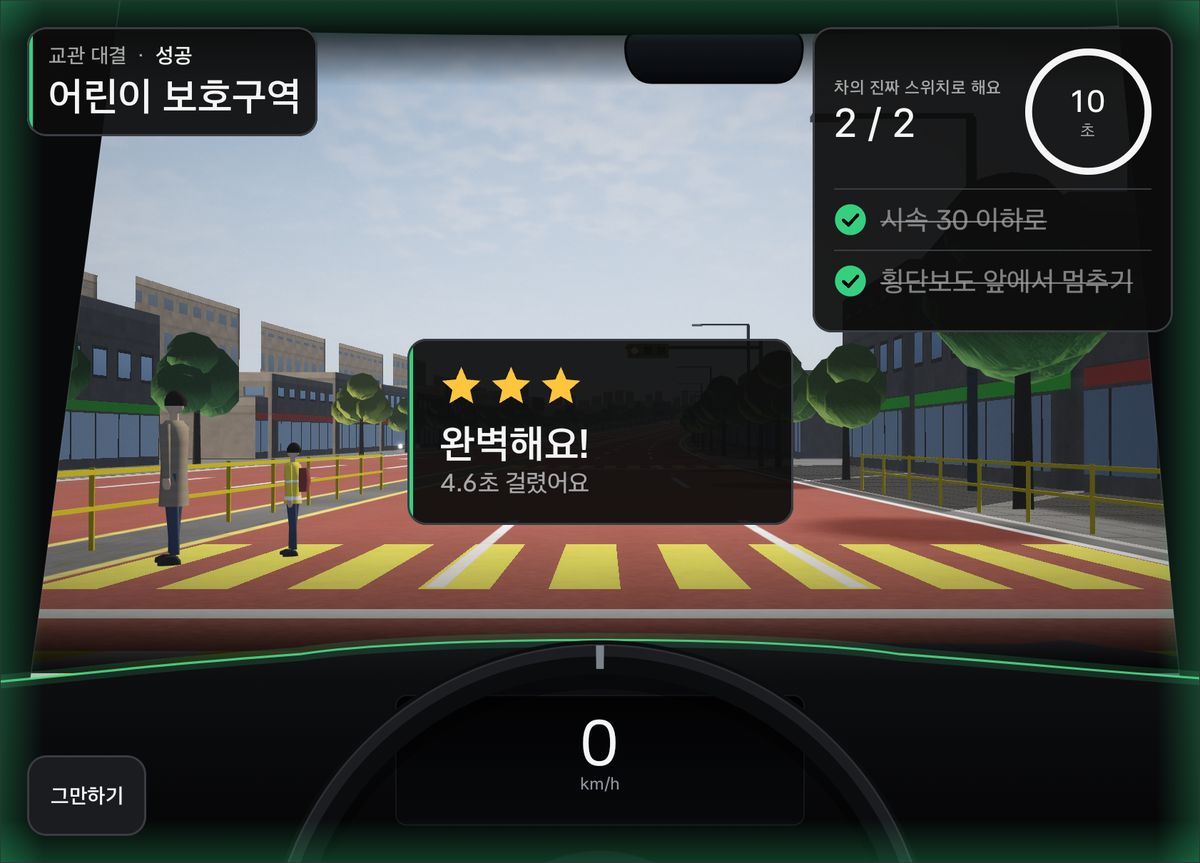 교관 대결 · 성공
어린이 보호구역
차의 진짜 스위치로 해요
2 / 2
10
초
시속 30 이하로
횡단보도 앞에서 멈추기
완벽해요!
4.6초 걸렸어요
0
km/h
그만하기